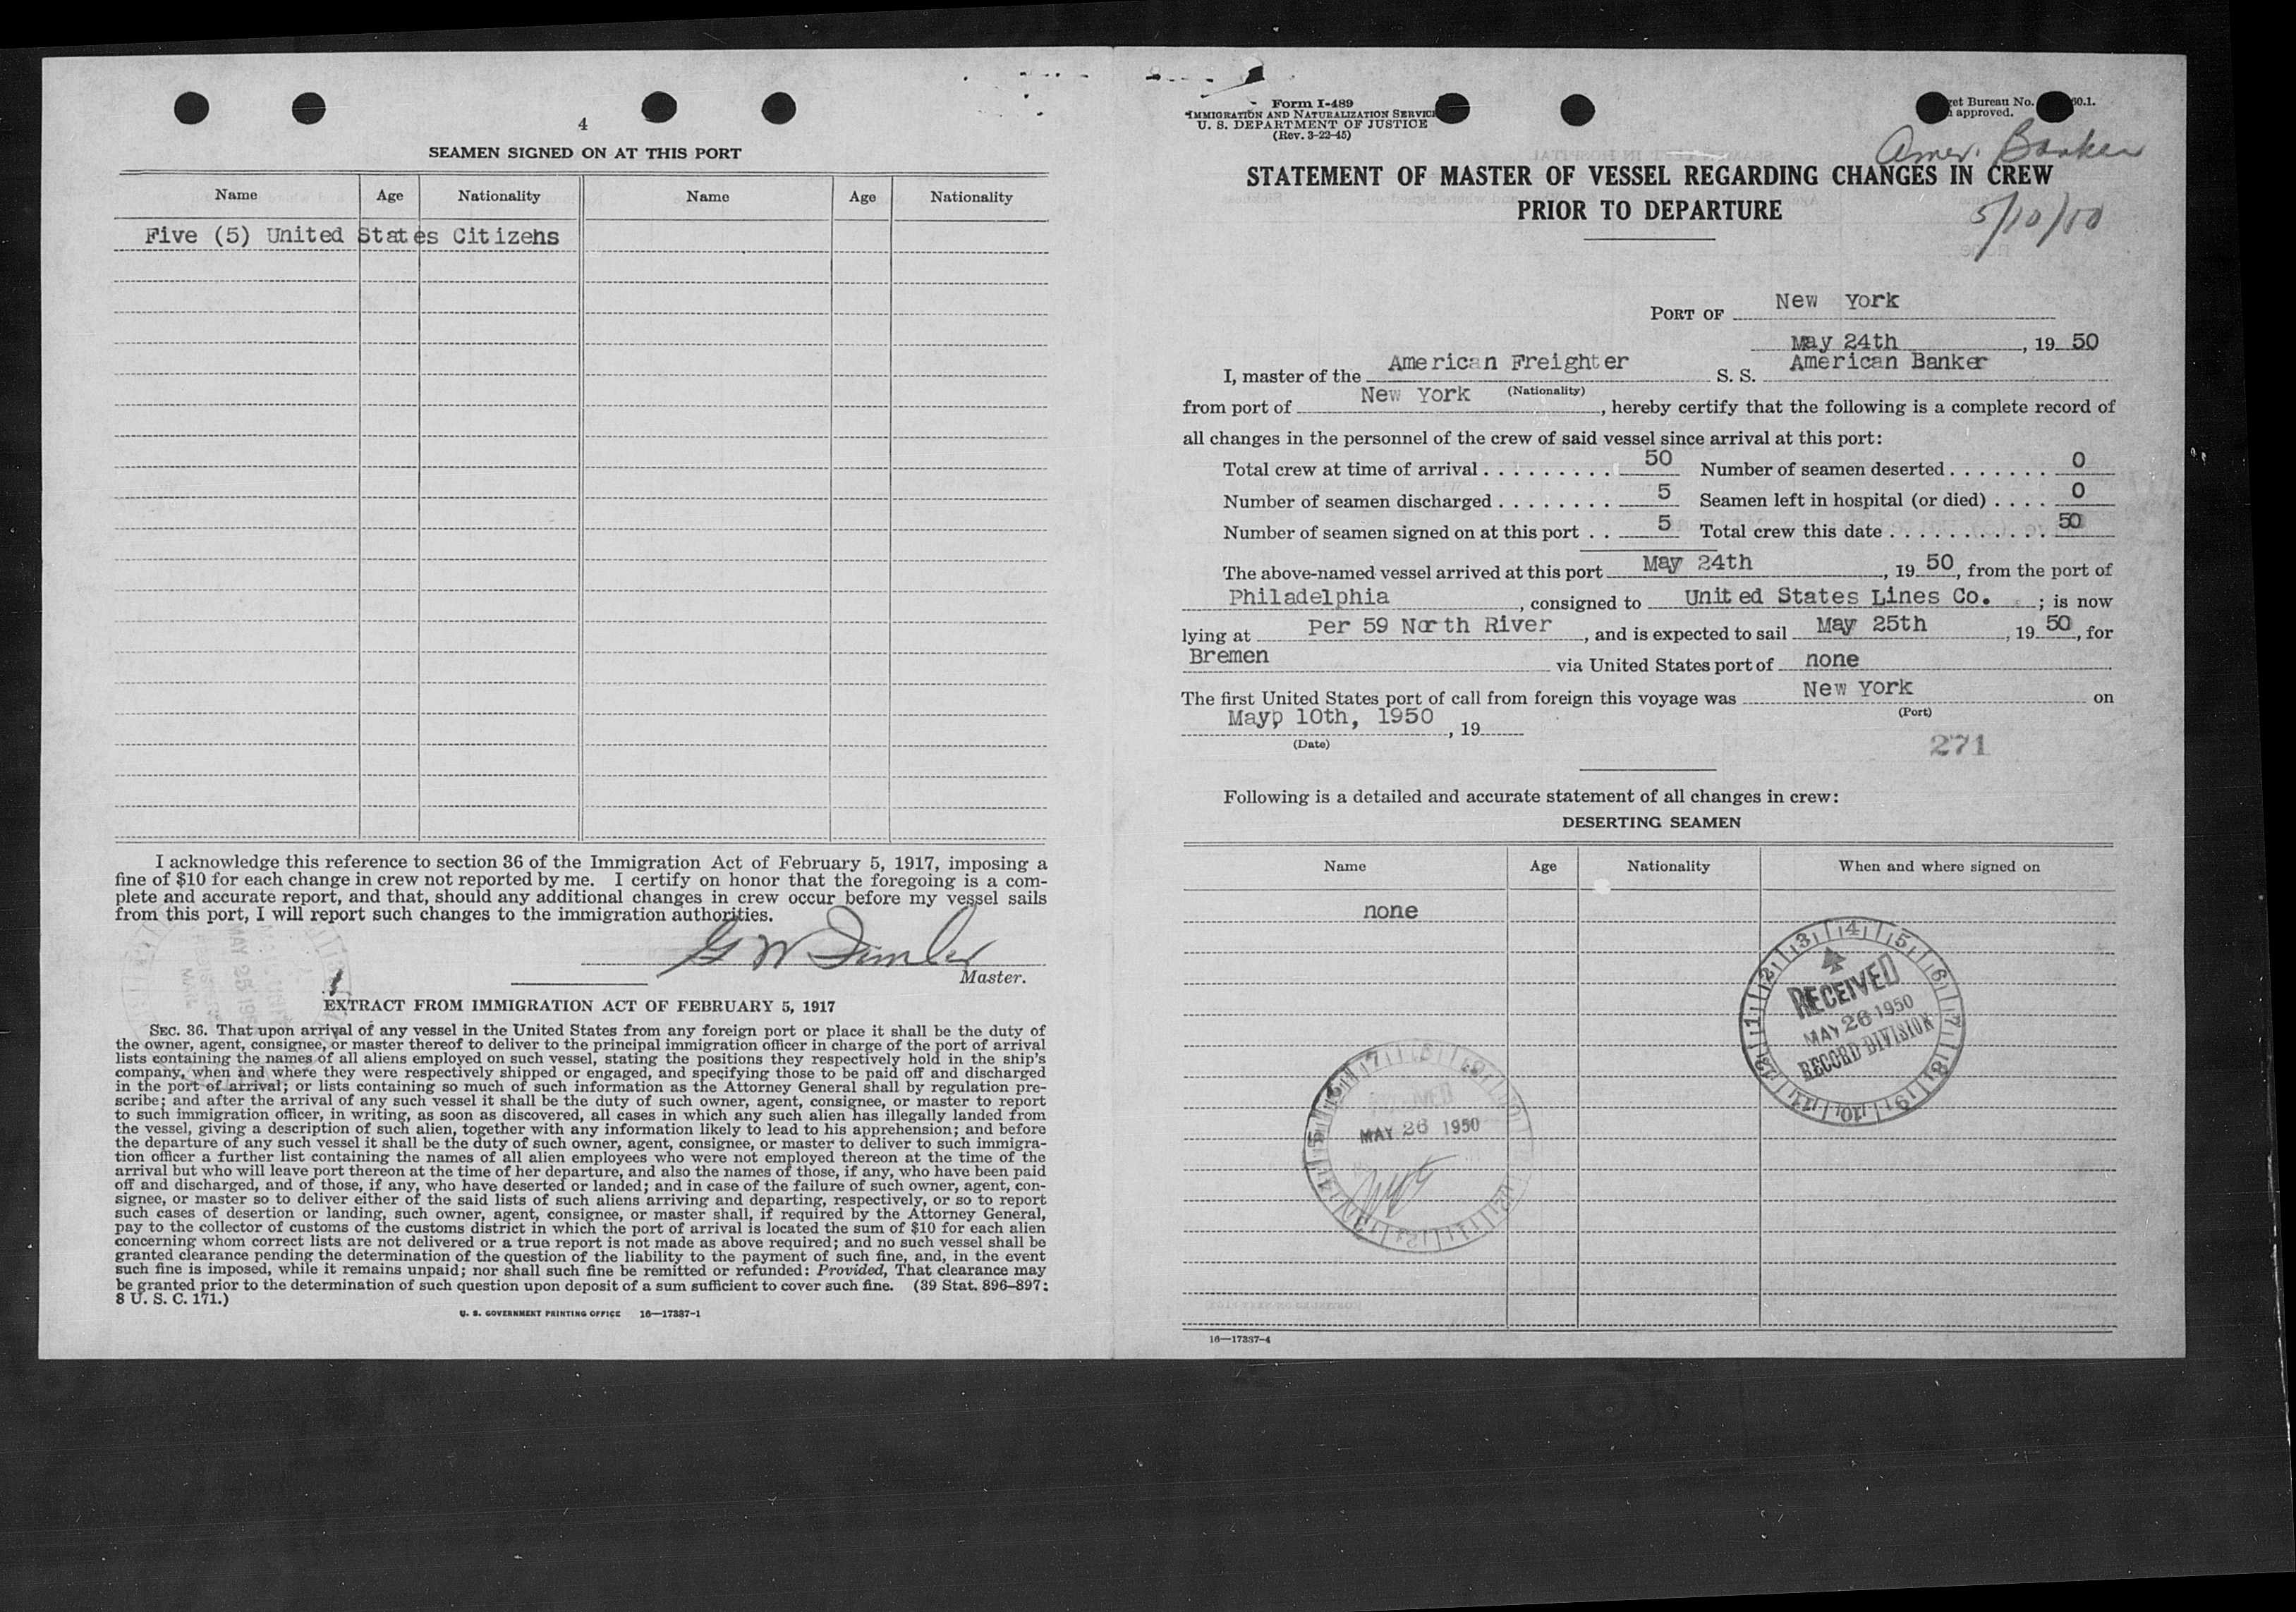 4
SEAMEN SIGNED ON AT THIS PORT
Name Age Nationality Name Age Nationality
Five (5) United States Citizens
I acknowledge this reference to section 36 of the Immigration Act of February 5, 1917, imposing a
fine of $10 for each change in crew not reported by me. I certify on honor that the foregoing is a com-
plete and accurate report, and that, should any additional changes in crew occur before my vessel sails
from this port, I will report such changes to the immigration authorities.
G W
Master.
EXTRACT FROM IMMIGRATION ACT OF FEBRUARY 5, 1917
SEC. 36. That upon arrival of any vessel in the United States from any foreign port or place it shall be the duty of
the owner, agent, consignee, or master thereof to deliver to the principal immigration officer in charge of the port of arrival
lists containing the names of all aliens employed on such vessel, stating the positions they respectively hold in the ship's
company, when and where they were respectively shipped or engaged, and specifying those to be paid off and discharged
in the port of arrival; or lists containing so much of such information as the Attorney General shall by regulation pre-
scribe; and after the arrival of any such vessel it shall be the duty of such owner, agent, consignee, or master to report
to such immigration officer, in writing, as soon as discovered, all cases in which any such alien has illegally landed from
the vessel, giving a description of such alien, together with any information likely to lead to his apprehension; and before
the departure of any such vessel it shall be the duty of such owner, agent, consignee, or master to deliver to such immigra-
tion officer a further list containing the names of all alien employees who were not employed thereon at the time of the
arrival but who will leave port thereon at the time of her departure, and also the names of those, if any, who have been paid
off and discharged, and of those, if any, who have deserted or landed; and in case of the failure of such owner, agent, con-
signee, or master so to deliver either of the said lists of such aliens arriving and departing, respectively, or so to report
such cases of desertion or landing, such owner, agent, consignee, or master shall, if required by the Attorney General,
pay to the collector of customs of the customs district in which the port of arrival is located the sum of $10 for each alien
concerning whom correct lists are not delivered or a true report is not made as above required; and no such vessel shall be
granted clearance pending the determination of the question of the liability to the payment of such fine, and, in the event
such fine is imposed, while it remains unpaid; nor shall such fine be remitted or refunded: Provided, That clearance may
be granted prior to the determination of such question upon deposit of a sum sufficient to cover such fine. (39 Stat. 896–897;
8 U. S. C. 171.)
U. S. GOVERNMENT PRINTING OFFICE 16—17337-1
Form I-489
IMMIGRATION AND NATURALIZATION SERVICE
U. S. DEPARTMENT OF JUSTICE
(Rev. 3-22-45)
Bureau No. 60.1.
approved.
Amer. Banker
STATEMENT OF MASTER OF VESSEL REGARDING CHANGES IN CREW
PRIOR TO DEPARTURE
5/10/50
PORT OF New York
May 24th, 19 50
I, master of the American Freighter S. S. American Banker
(Nationality)
from port of New York, hereby certify that the following is a complete record of
all changes in the personnel of the crew of said vessel since arrival at this port:
Total crew at time of arrival . . . . . . . . . 50 Number of seamen deserted . . . . . . . 0
Number of seamen discharged . . . . . . . . 5 Seamen left in hospital (or died) . . . . 0
Number of seamen signed on at this port . . 5 Total crew this date . . . . . . . . . . . . 50
The above-named vessel arrived at this port May 24th, 19 50, from the port of
Philadelphia, consigned to United States Lines Co. ; is now
lying at Per 59 North River, and is expected to sail May 25th, 19 50, for
Bremen via United States port of none
The first United States port of call from foreign this voyage was New York on
(Port)
Mayp 10th, 1950, 19
(Date)
271
Following is a detailed and accurate statement of all changes in crew:
DESERTING SEAMEN
Name Age Nationality When and where signed on
none
RECEIVED
MAY 26 1950
RECORD DIVISION
MAY 26 1950
16—17337-4